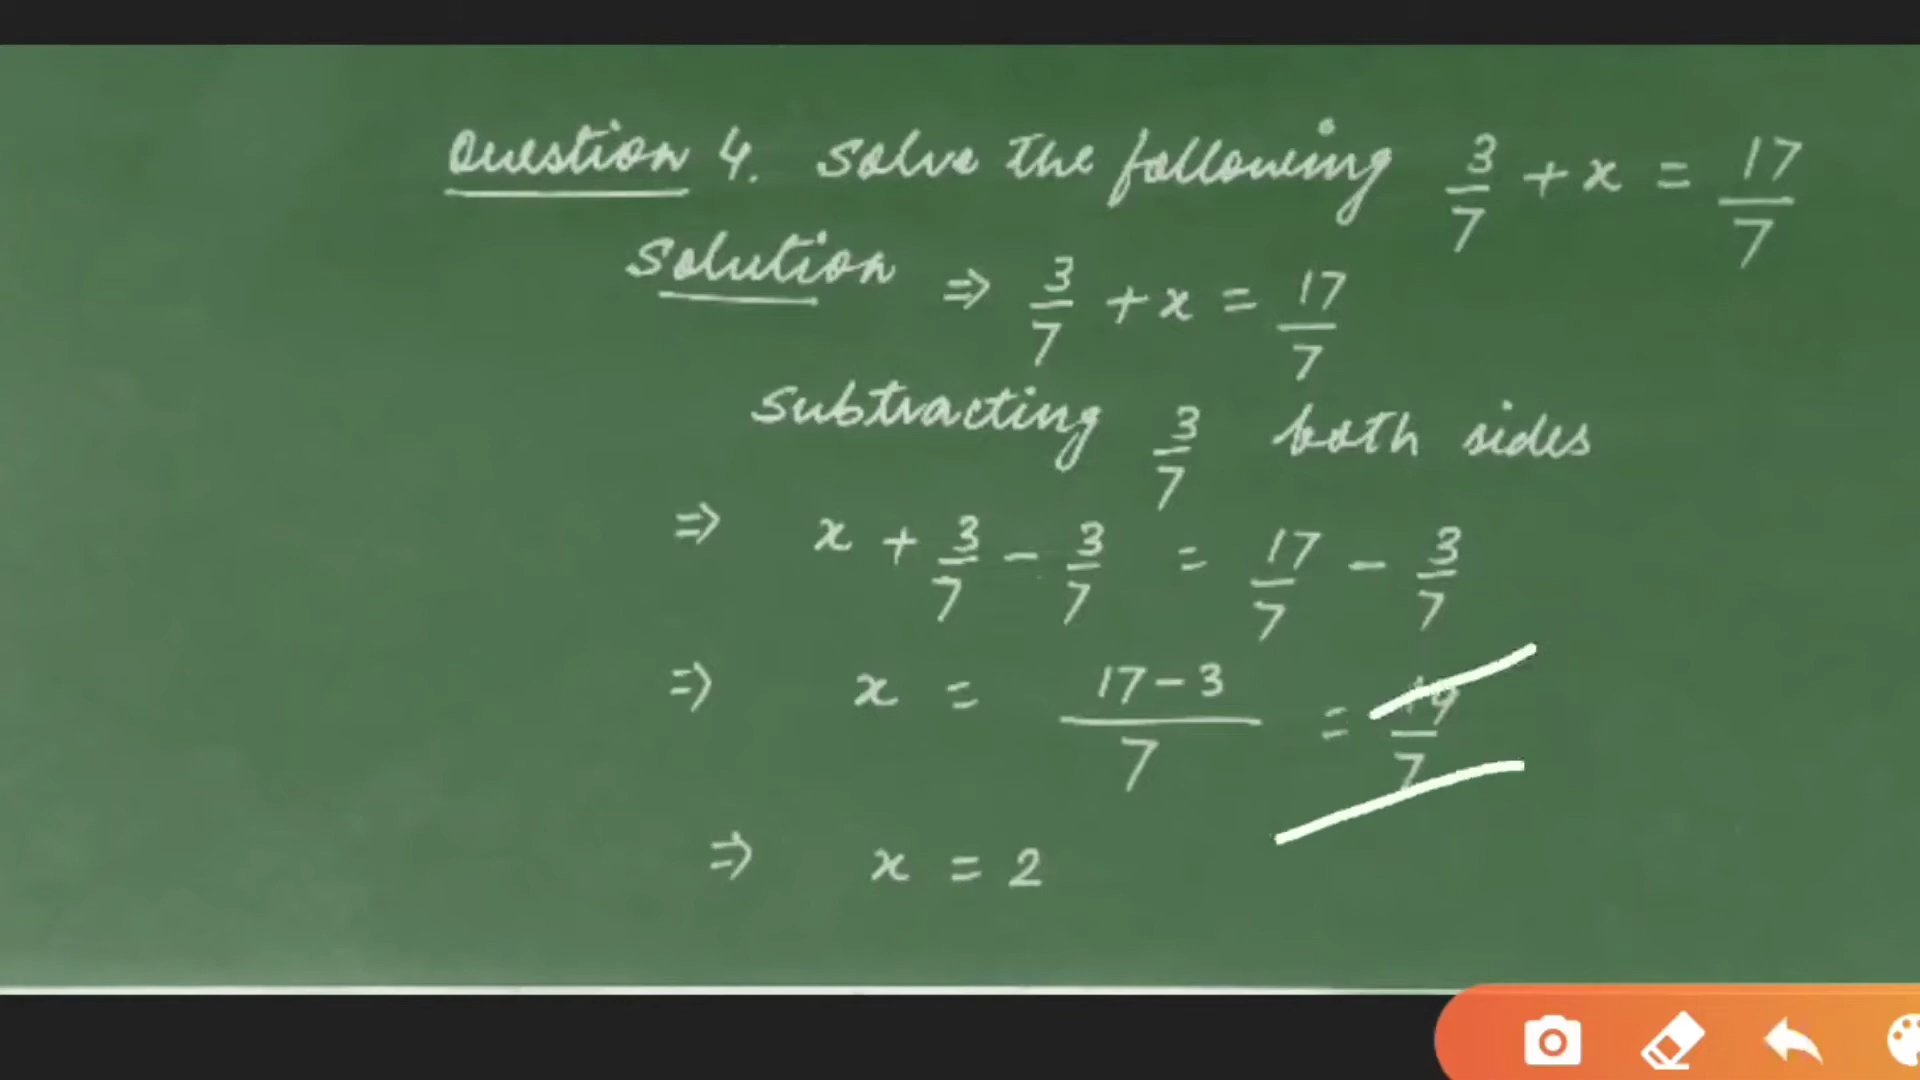 Question 4. Solve the following 3/7 + x = 17/7
Solution ⇒ 3/7 + x = 17/7
Subtracting 3/7 both sides
⇒ x + 3/7 - 3/7 = 17/7 - 3/7
⇒ x = 17-3/7 = 14/7
⇒ x = 2